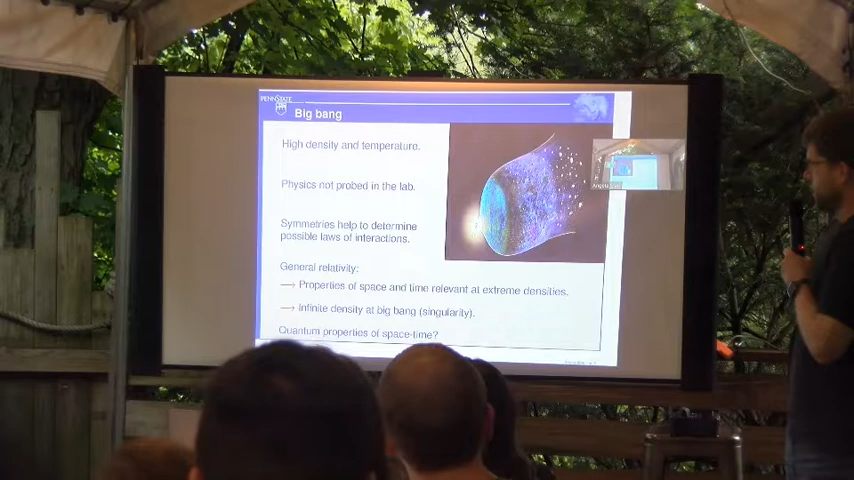 PENNSTATE
Big bang
High density and temperature.
Physics not probed in the lab.
Symmetries help to determine
possible laws of interactions.
General relativity:
→ Properties of space and time relevant at extreme densities.
→ Infinite density at big bang (singularity).
Quantum properties of space-time?